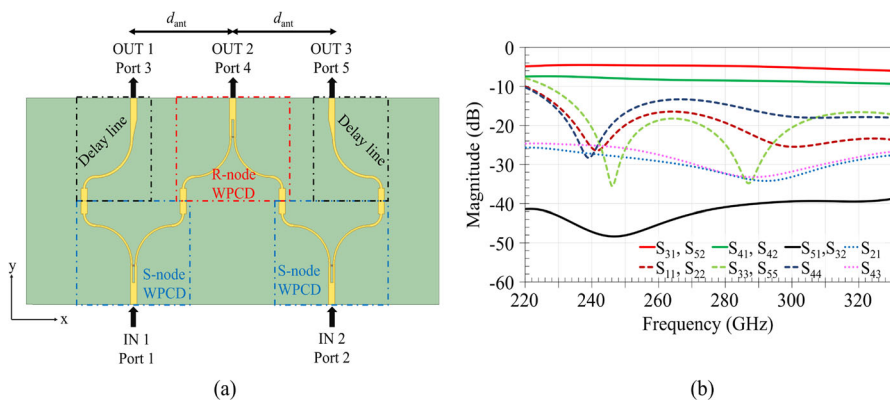 d_ant d_ant
OUT 1 OUT 2 OUT 3
Port 3 Port 4 Port 5
Delay line
R-node
WPCD
Delay line
S-node
WPCD
S-node
WPCD
y
x
IN 1 IN 2
Port 1 Port 2
(a)
Magnitude (dB)
0
-10
-20
-30
-40
-50
-60
S31, S52 S41, S42 S51,S32 S21
S11, S22 S33, S55 S44 S43
220 240 260 280 300 320
Frequency (GHz)
(b)